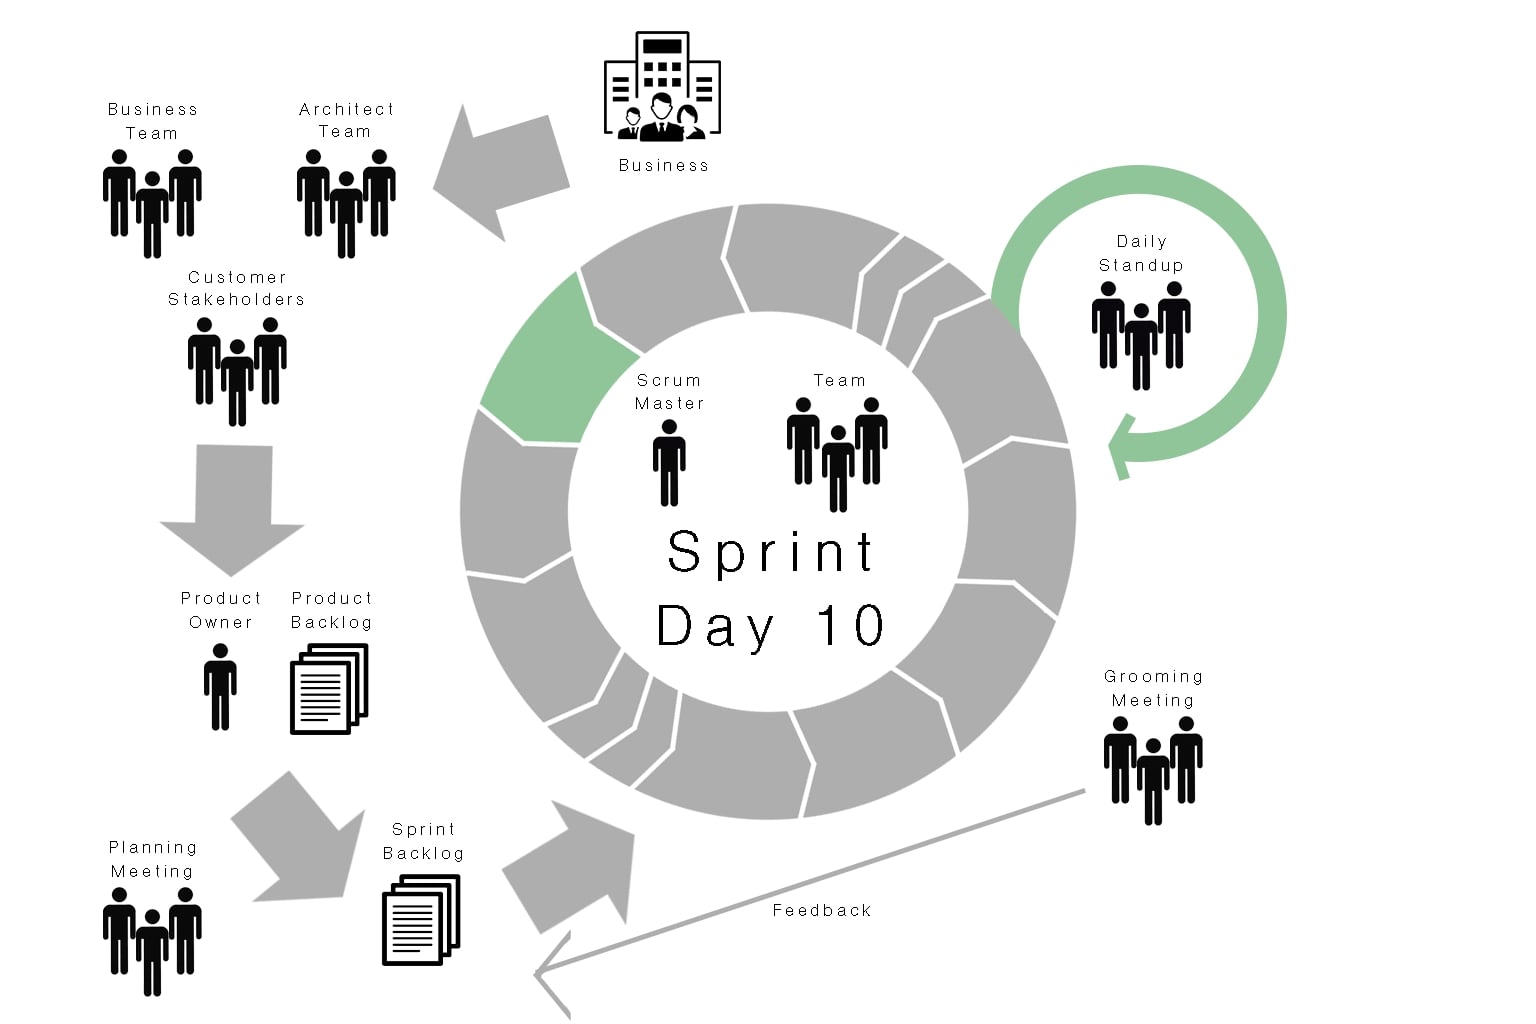 Business
Business
Team
Architect
Team
Customer
Stakeholders
Daily
Standup
Scrum
Master
Team
Sprint
Day 10
Product
Owner
Product
Backlog
Grooming
Meeting
Planning
Meeting
Sprint
Backlog
Feedback